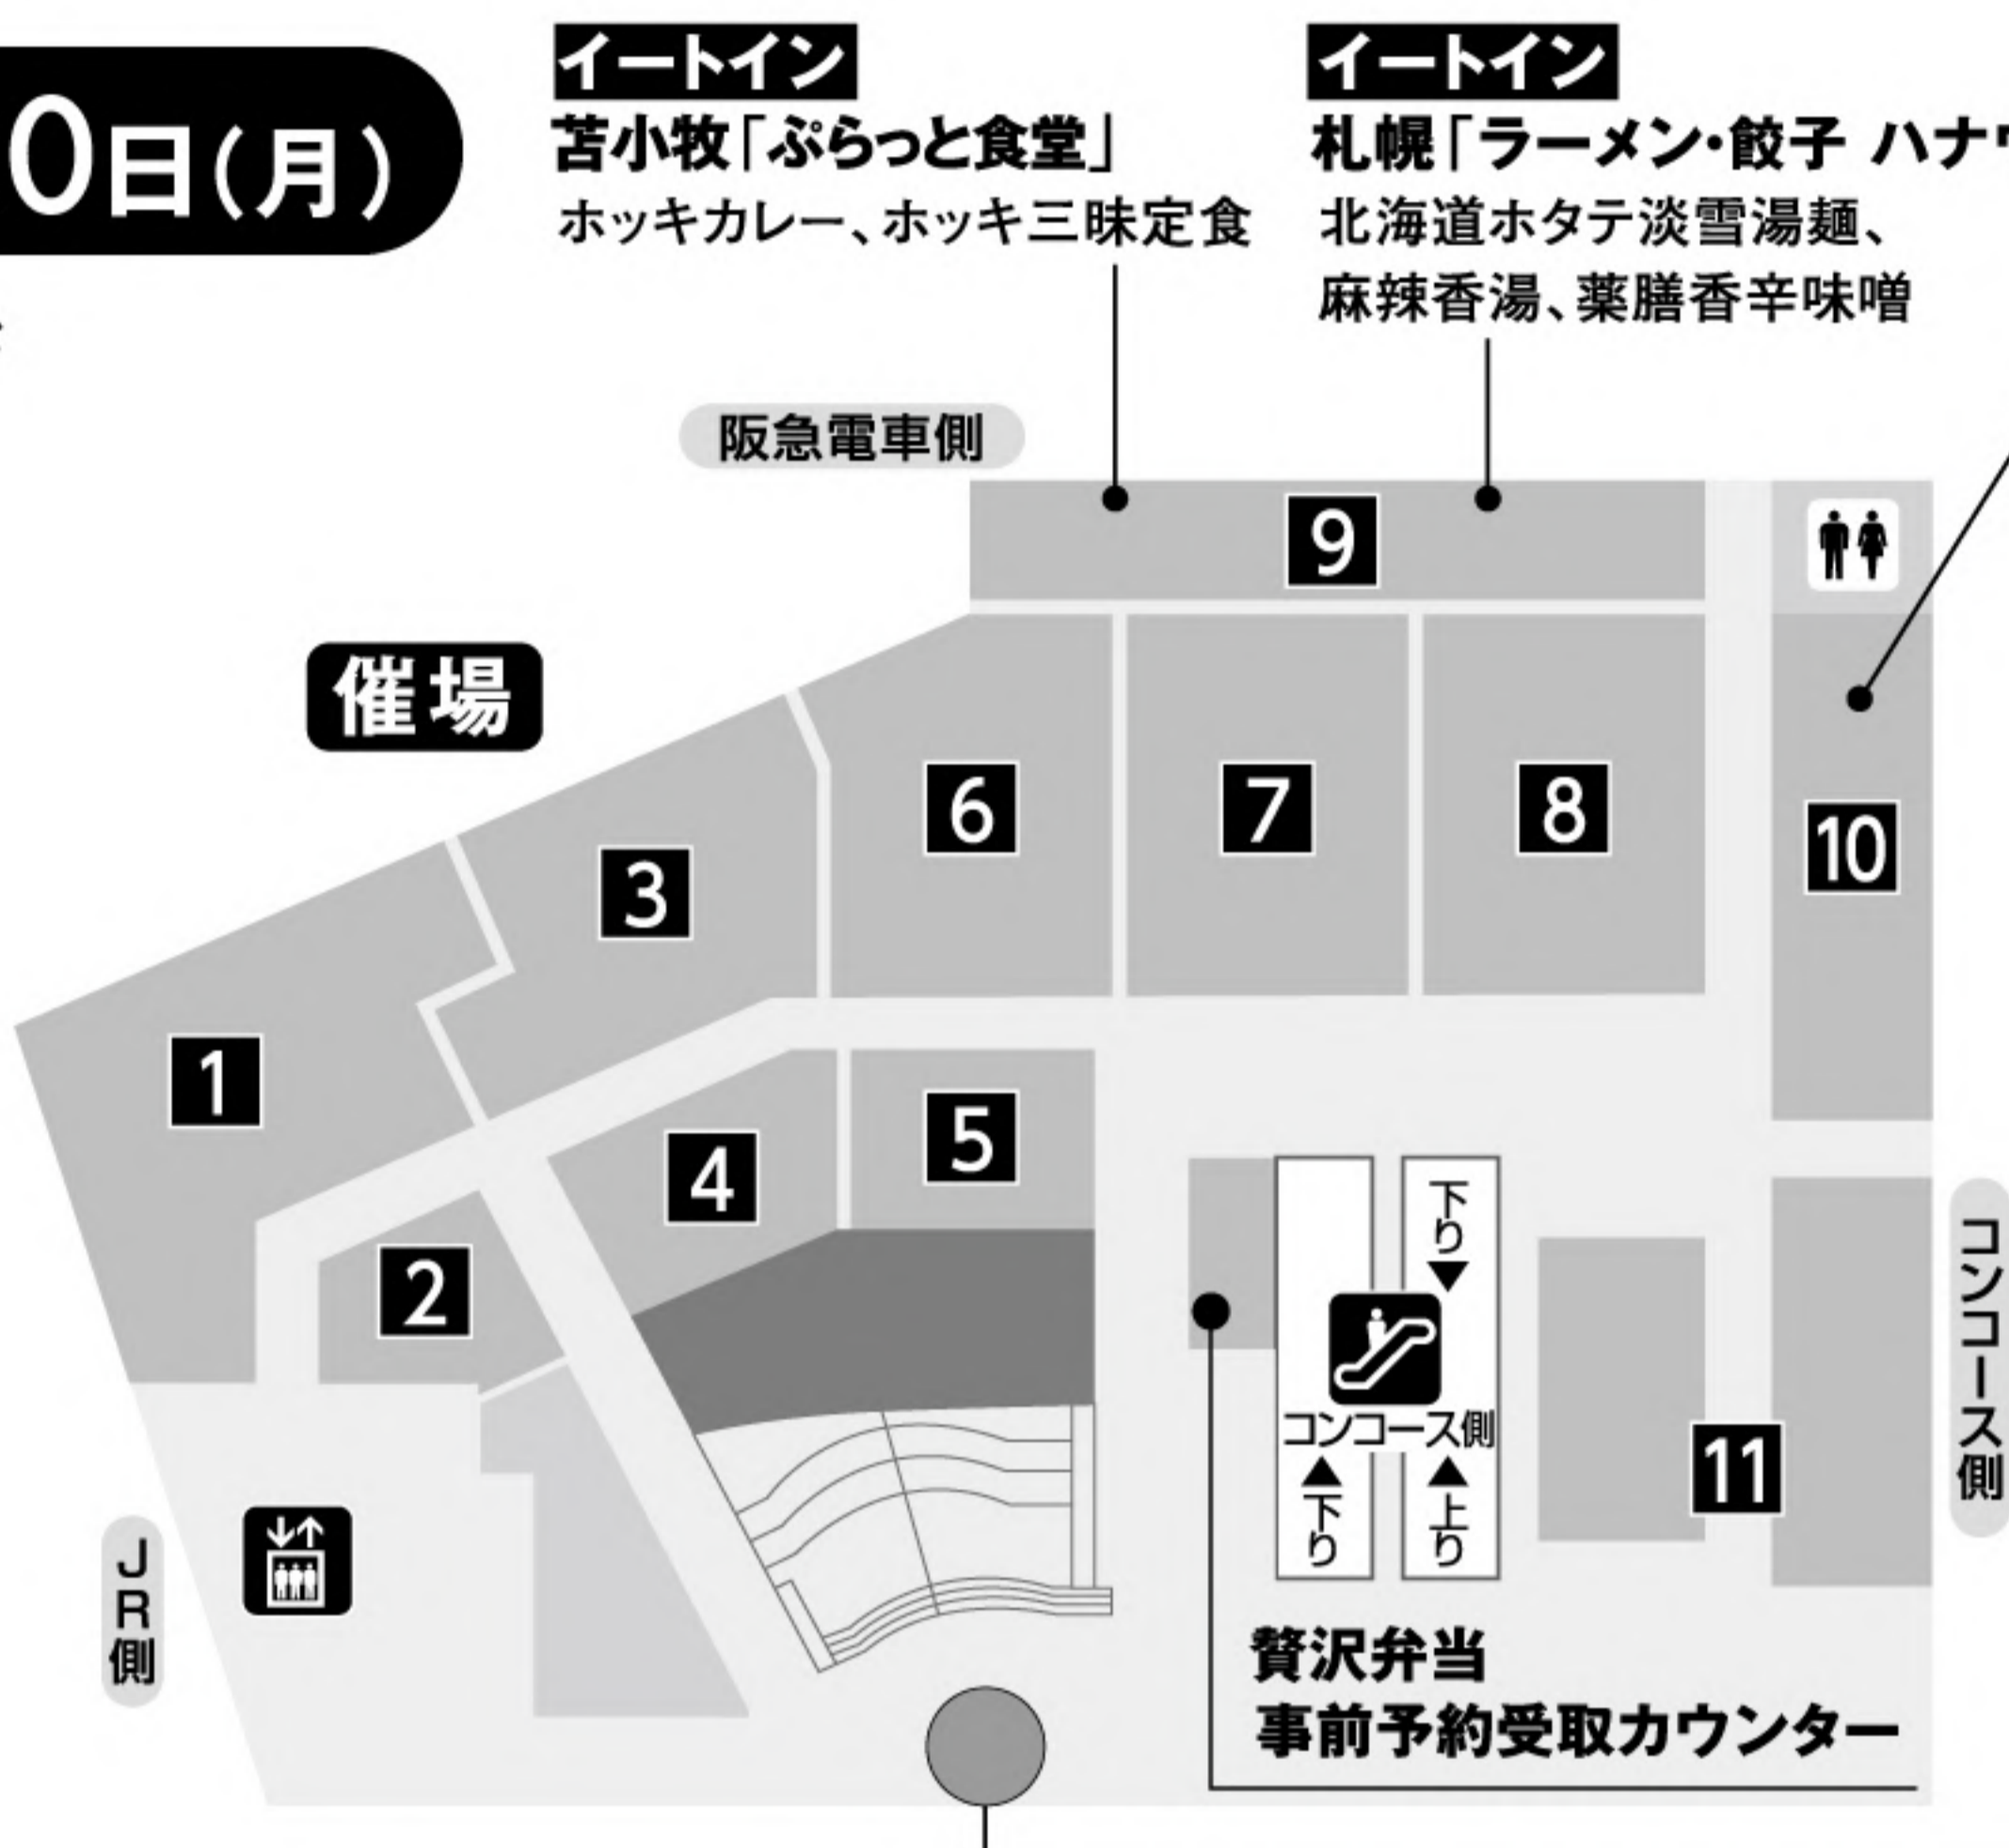 0日(月)
イートイン
苫小牧「ぷらっと食堂」
ホッキカレー、ホッキ三昧定食
イートイン
札幌「ラーメン・餃子 ハナ
北海道ホタテ淡雪湯麺、
麻辣香湯、薬膳香辛味噌
阪急電車側
9
催場
6
7
8
10
3
1
5
4
2
下り▼
コンコース側
コンコース側
▲下り
▲上り
11
JR側
贅沢弁当
事前予約受取カウンター